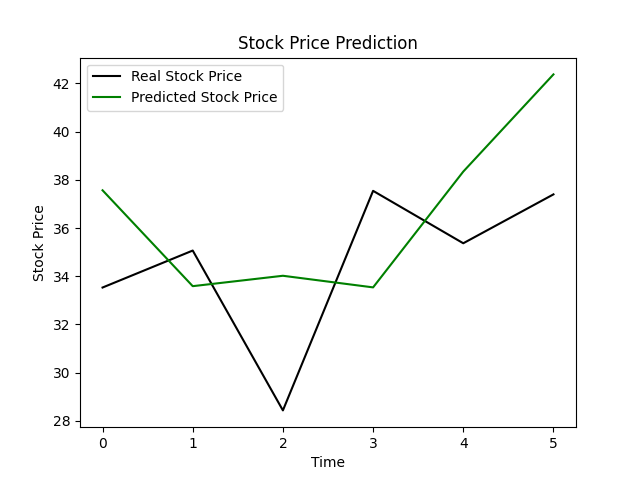 Stock Price Prediction
Real Stock Price
Predicted Stock Price
Stock Price
42
40
38
36
34
32
30
28
0 1 2 3 4 5
Time